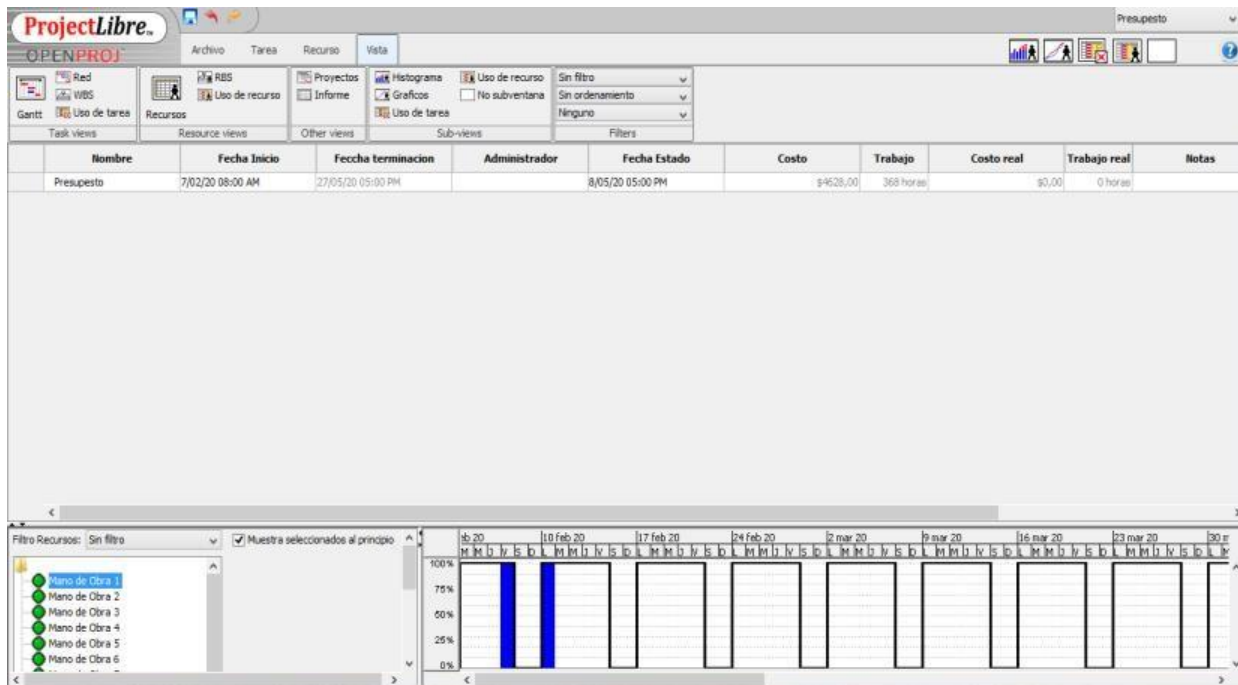 ProjectLibre™
OPENPROJ
Presupesto
Archivo Tarea Recurso Vista
Gantt
Red
WBS
Uso de tarea
Task views
Recursos
RBS
Uso de recurso
Resource views
Proyectos
Informe
Other views
Histograma Uso de recurso
Graficos No subventana
Uso de tarea
Sub-views
Sin filtro
Sin ordenamiento
Ninguno
Filters
Nombre Fecha Inicio Feccha terminacion Administrador Fecha Estado Costo Trabajo Costo real Trabajo real Notas
Presupesto 7/02/20 08:00 AM 27/05/20 05:00 PM 8/05/20 05:00 PM $4628,00 368 horas $0,00 0 horas
Filtro Recursos: Sin filtro Muestra seleccionados al principio
Mano de Obra 1
Mano de Obra 2
Mano de Obra 3
Mano de Obra 4
Mano de Obra 5
Mano de Obra 6
20 10 feb 20 17 feb 20 24 feb 20 2 mar 20 9 mar 20 16 mar 20 23 mar 20 30
M M J V S D L M M J V S D L M M J V S D L M M J V S D L M M J V S D L M M J V S D L M M J V S D L M M J V S D L M
100%
75%
50%
25%
0%